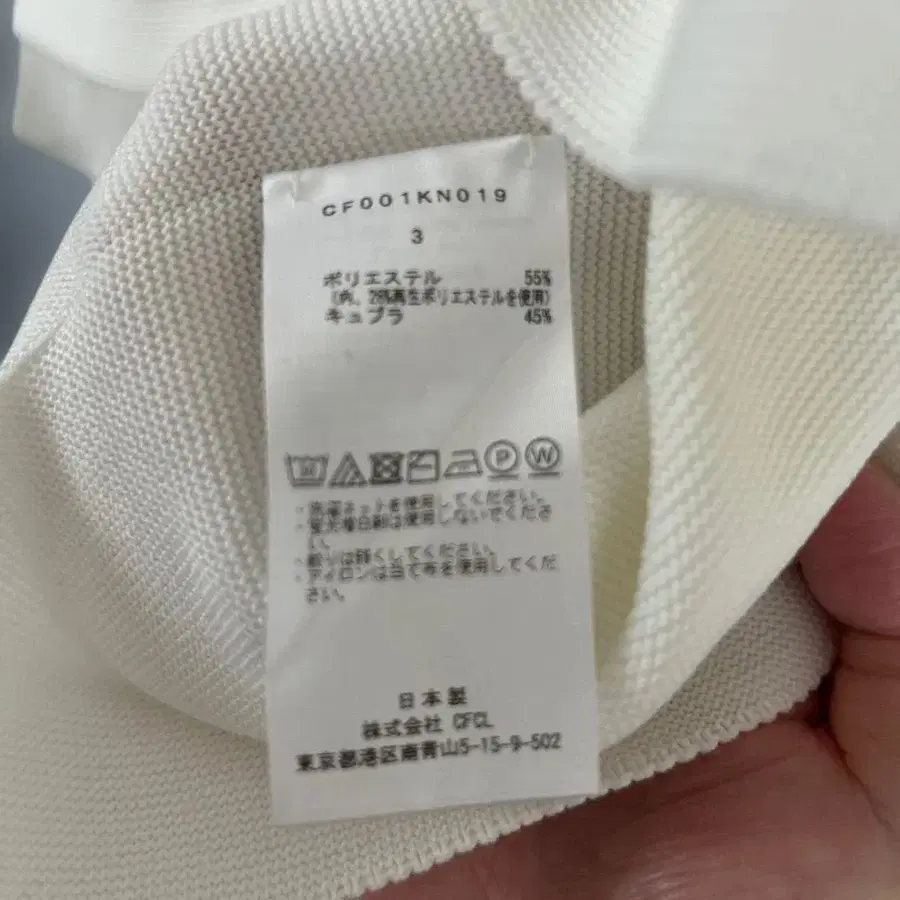 CF001KN019
3
ポリエステル 55%
(内、28%再生ポリエステルを使用)
キュプラ 45%
P W
・洗濯ネットを使用してください。
・蛍光増白剤は使用しないでくださ
い。
・絞りは弱くしてください。
・アイロンは当て布を使用してくだ
さい。
日本製
株式会社 CFCL
東京都港区南青山5-15-9-502